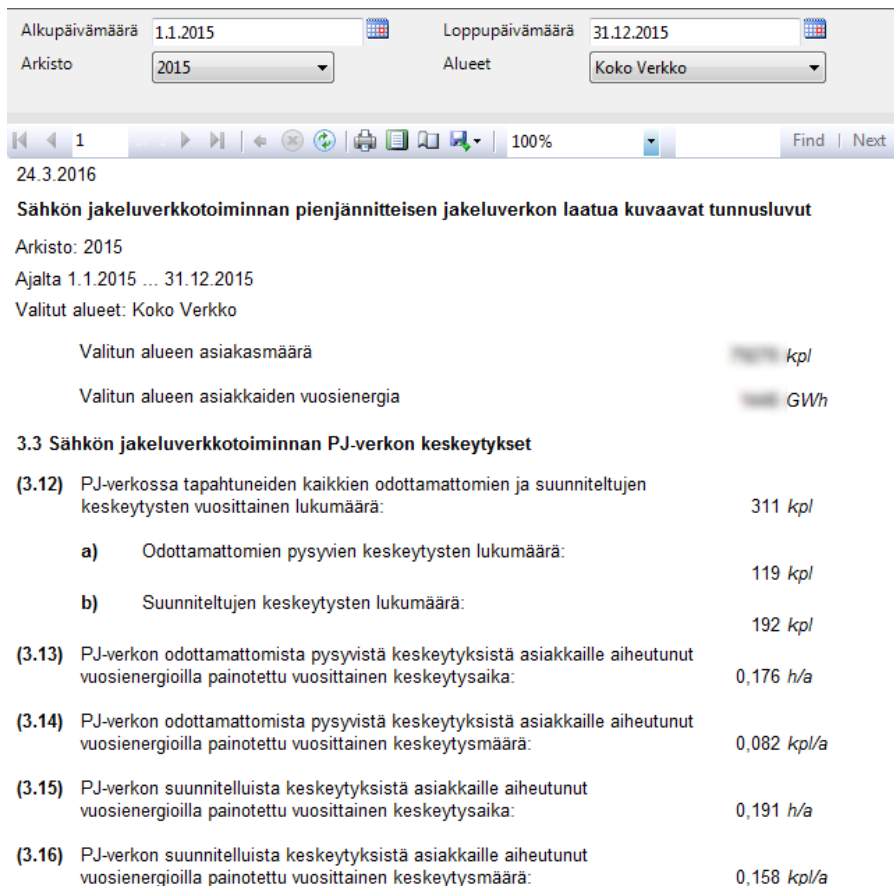 Alkupäivämäärä 1.1.2015 Loppupäivämäärä 31.12.2015
Arkisto 2015 Alueet Koko Verkko
1 100% Find | Next
24.3.2016
Sähkön jakeluverkkotoiminnan pienjännitteisen jakeluverkon laatua kuvaavat tunnusluvut
Arkisto: 2015
Ajalta 1.1.2015 ... 31.12.2015
Valitut alueet: Koko Verkko
Valitun alueen asiakasmäärä kpl
Valitun alueen asiakkaiden vuosienergia GWh
3.3 Sähkön jakeluverkkotoiminnan PJ-verkon keskeytykset
(3.12) PJ-verkossa tapahtuneiden kaikkien odottamattomien ja suunniteltujen
keskeytysten vuosittainen lukumäärä: 311 kpl
a) Odottamattomien pysyvien keskeytysten lukumäärä:
119 kpl
b) Suunniteltujen keskeytysten lukumäärä:
192 kpl
(3.13) PJ-verkon odottamattomista pysyvistä keskeytyksistä asiakkaille aiheutunut
vuosienergioilla painotettu vuosittainen keskeytysaika: 0,176 h/a
(3.14) PJ-verkon odottamattomista pysyvistä keskeytyksistä asiakkaille aiheutunut
vuosienergioilla painotettu vuosittainen keskeytysmäärä: 0,082 kpl/a
(3.15) PJ-verkon suunnitelluista keskeytyksistä asiakkaille aiheutunut
vuosienergioilla painotettu vuosittainen keskeytysaika: 0,191 h/a
(3.16) PJ-verkon suunnitelluista keskeytyksistä asiakkaille aiheutunut
vuosienergioilla painotettu vuosittainen keskeytysmäärä: 0,158 kpl/a